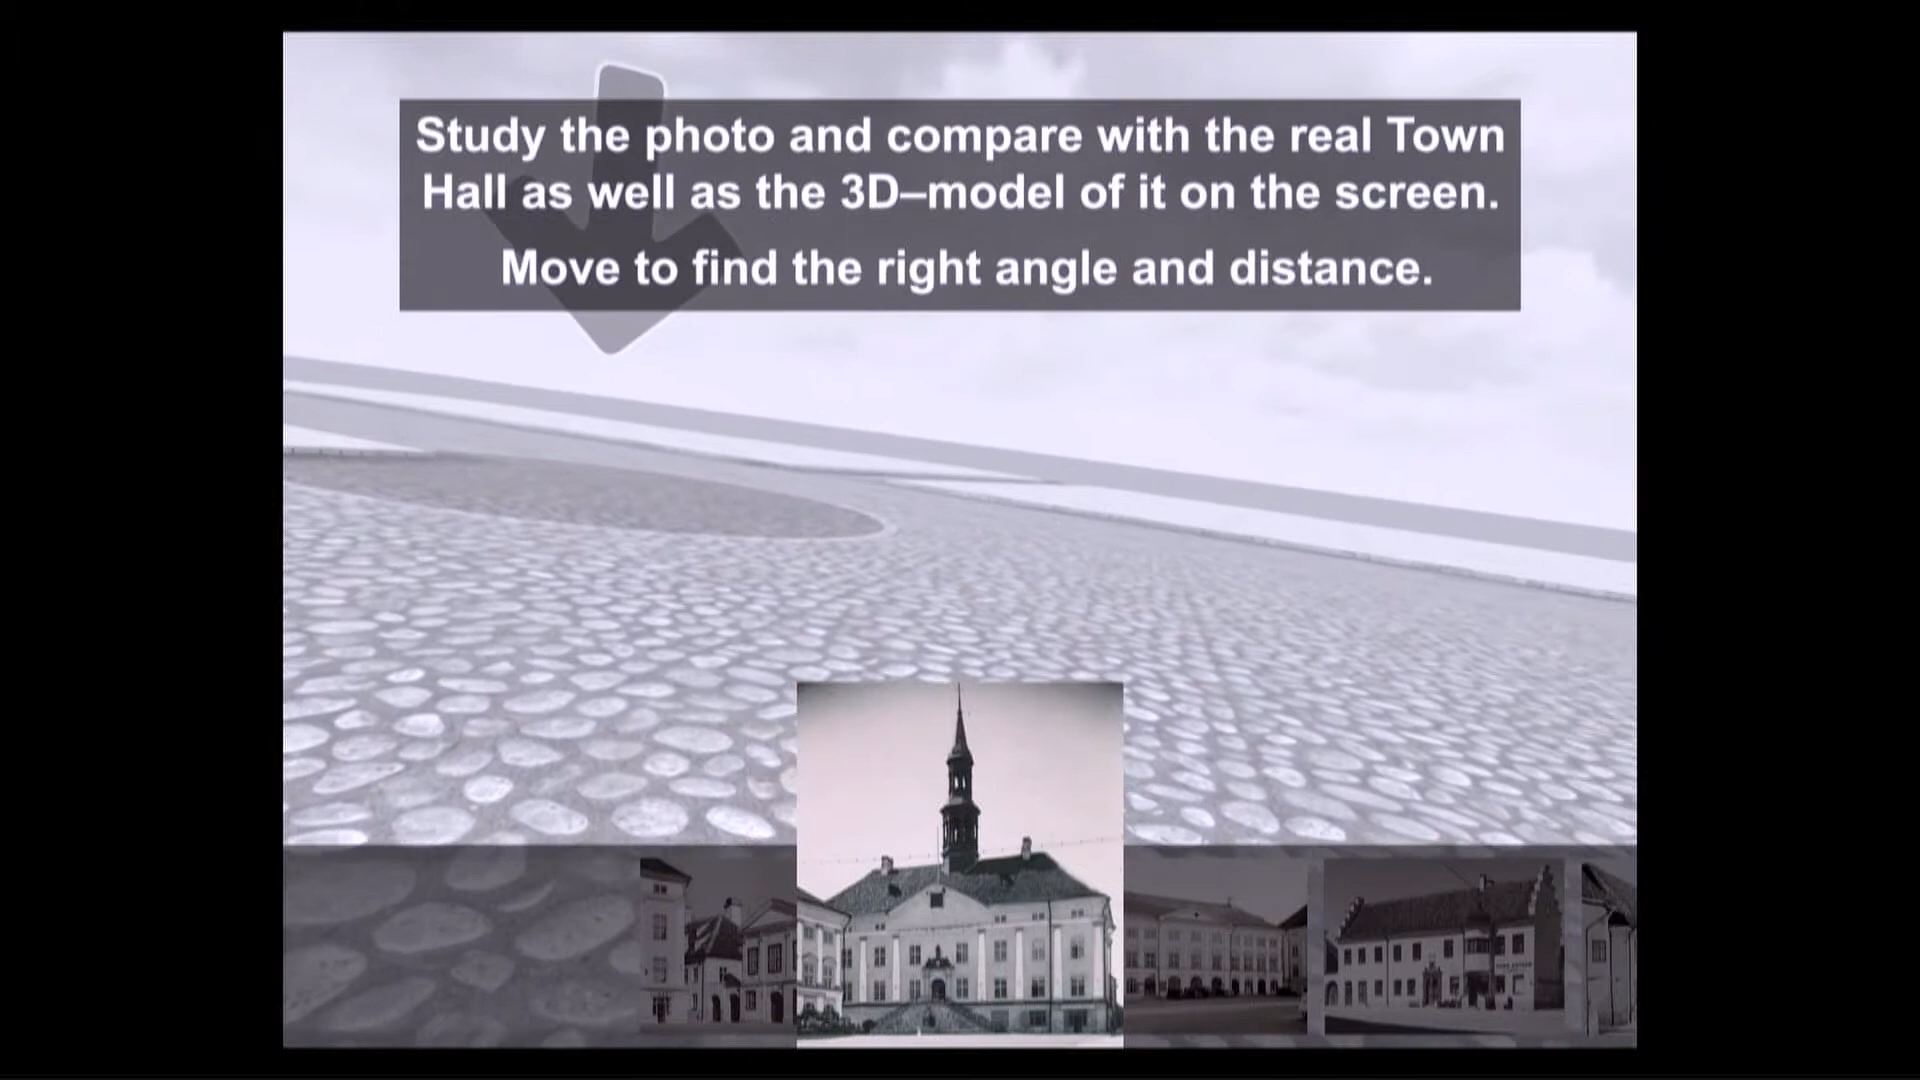 Study the photo and compare with the real Town
Hall as well as the 3D–model of it on the screen.
Move to find the right angle and distance.